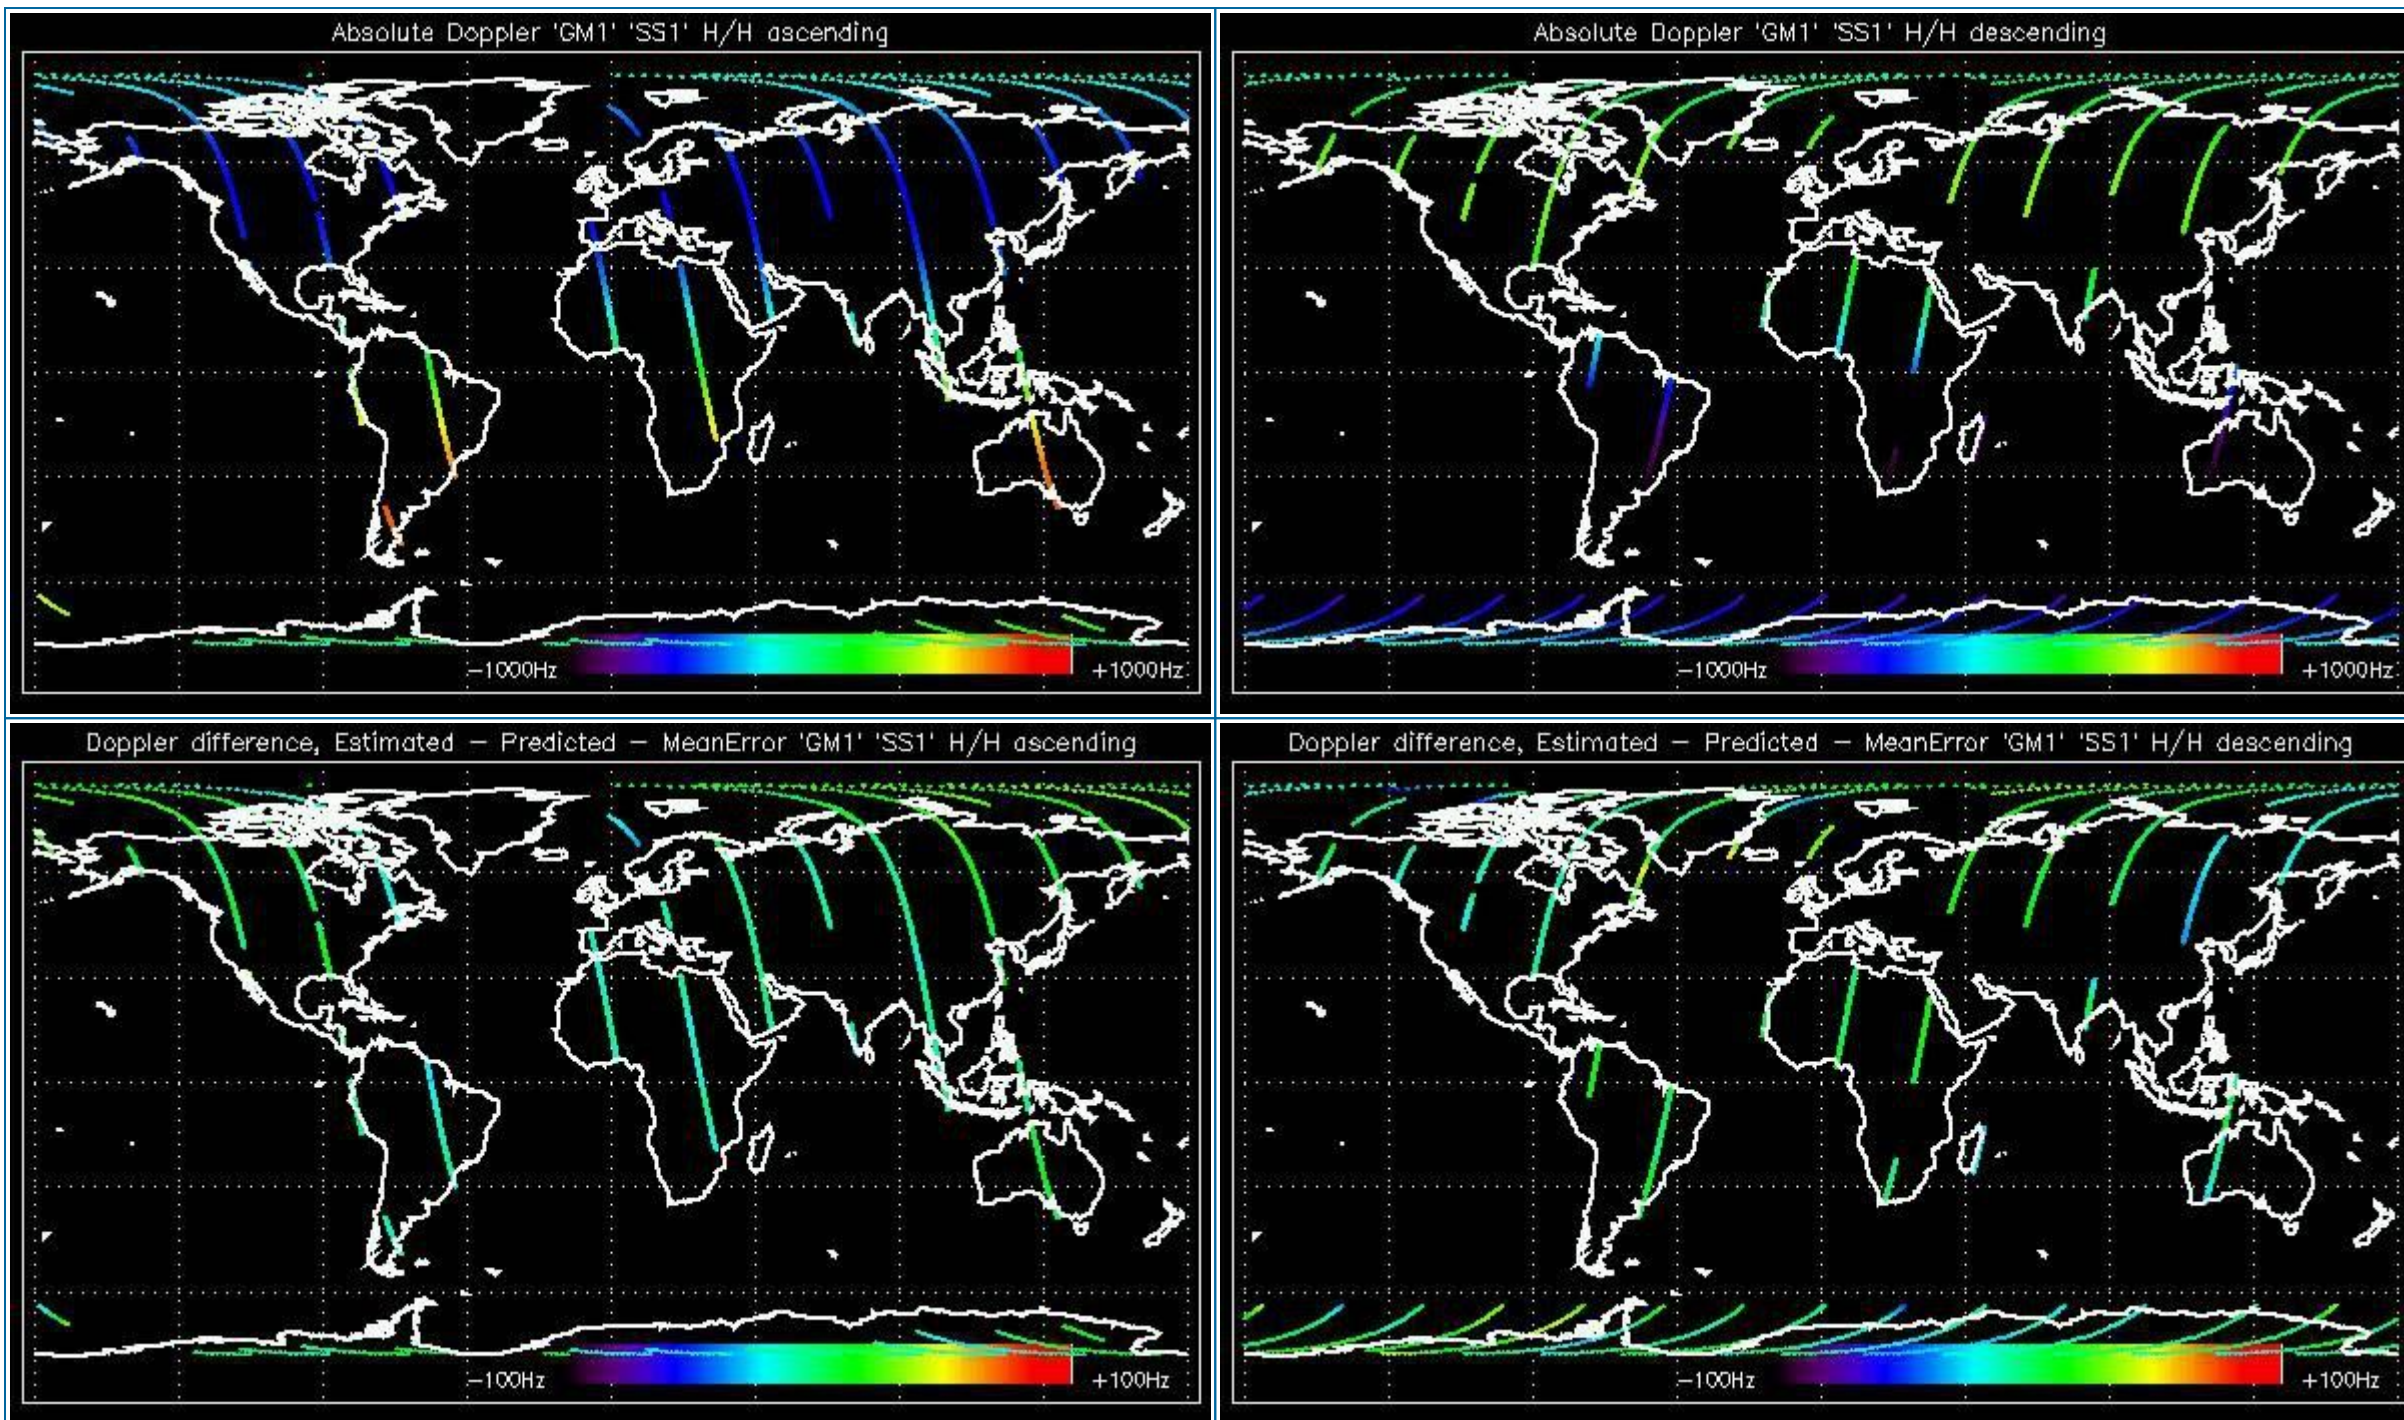 Absolute Doppler 'GM1' 'SS1' H/H ascending
-1000Hz
+1000Hz
Absolute Doppler 'GM1' 'SS1' H/H descending
-1000Hz
+1000Hz
Doppler difference, Estimated - Predicted - MeanError 'GM1' 'SS1' H/H ascending
-100Hz
+100Hz
Doppler difference, Estimated - Predicted - MeanError 'GM1' 'SS1' H/H descending
-100Hz
+100Hz